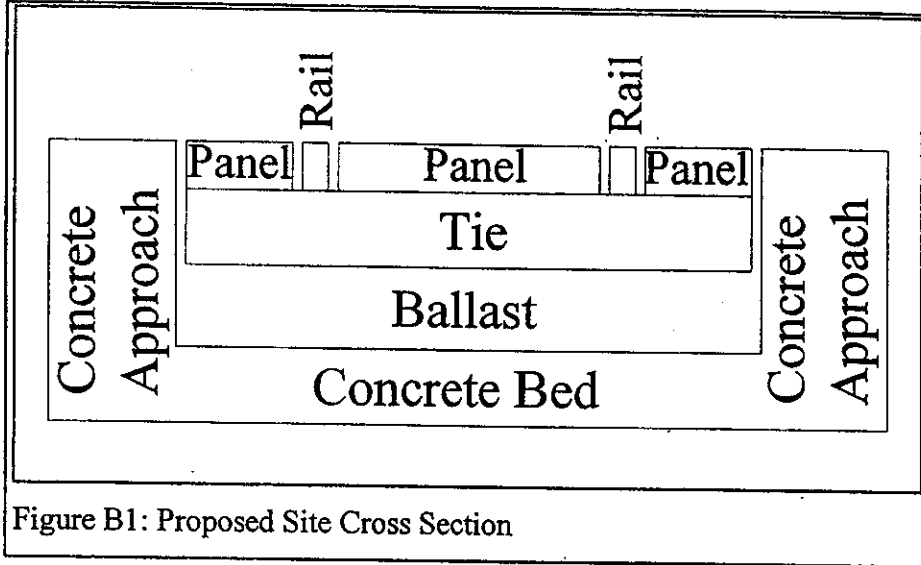 Rail
Rail
Panel
Panel
Panel
Tie
Ballast
Concrete Bed
Concrete
Approach
Concrete
Approach
Figure B1: Proposed Site Cross Section